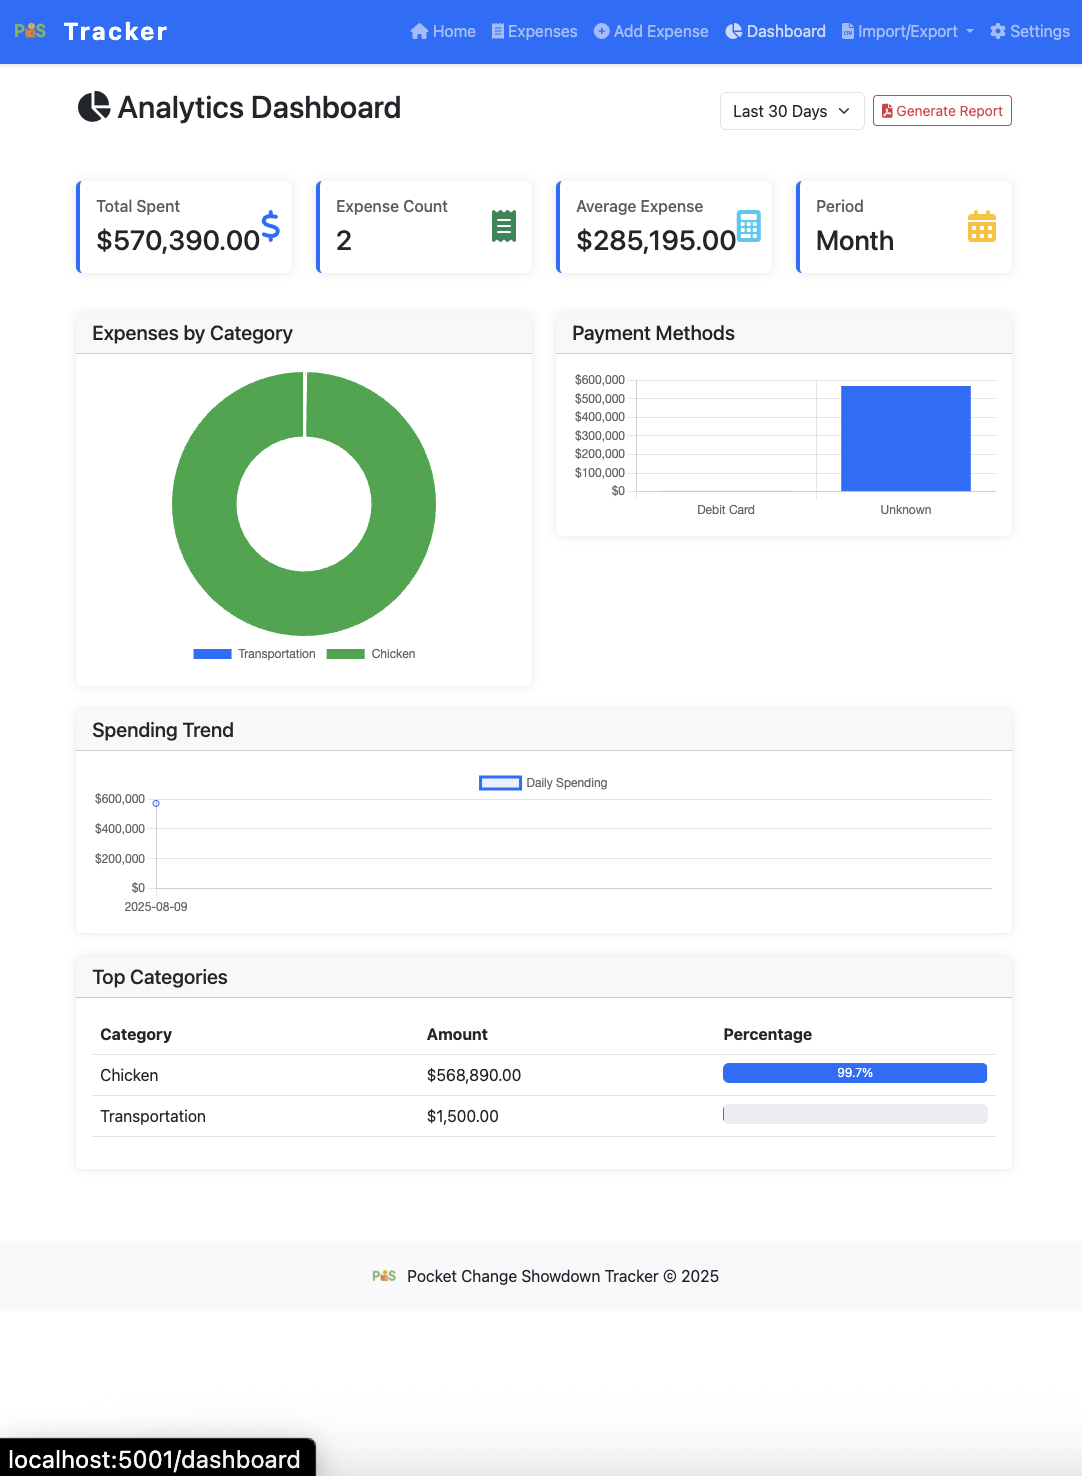 PCS Tracker
Home Expenses Add Expense Dashboard Import/Export Settings
Analytics Dashboard
Last 30 Days
Generate Report
Total Spent
$570,390.00
Expense Count
2
Average Expense
$285,195.00
Period
Month
Expenses by Category
Transportation Chicken
Payment Methods
$600,000
$500,000
$400,000
$300,000
$200,000
$100,000
$0
Debit Card Unknown
Spending Trend
Daily Spending
$600,000
$400,000
$200,000
$0
2025-08-09
Top Categories
Category Amount Percentage
Chicken $568,890.00 99.7%
Transportation $1,500.00
PCS Pocket Change Showdown Tracker © 2025
localhost:5001/dashboard